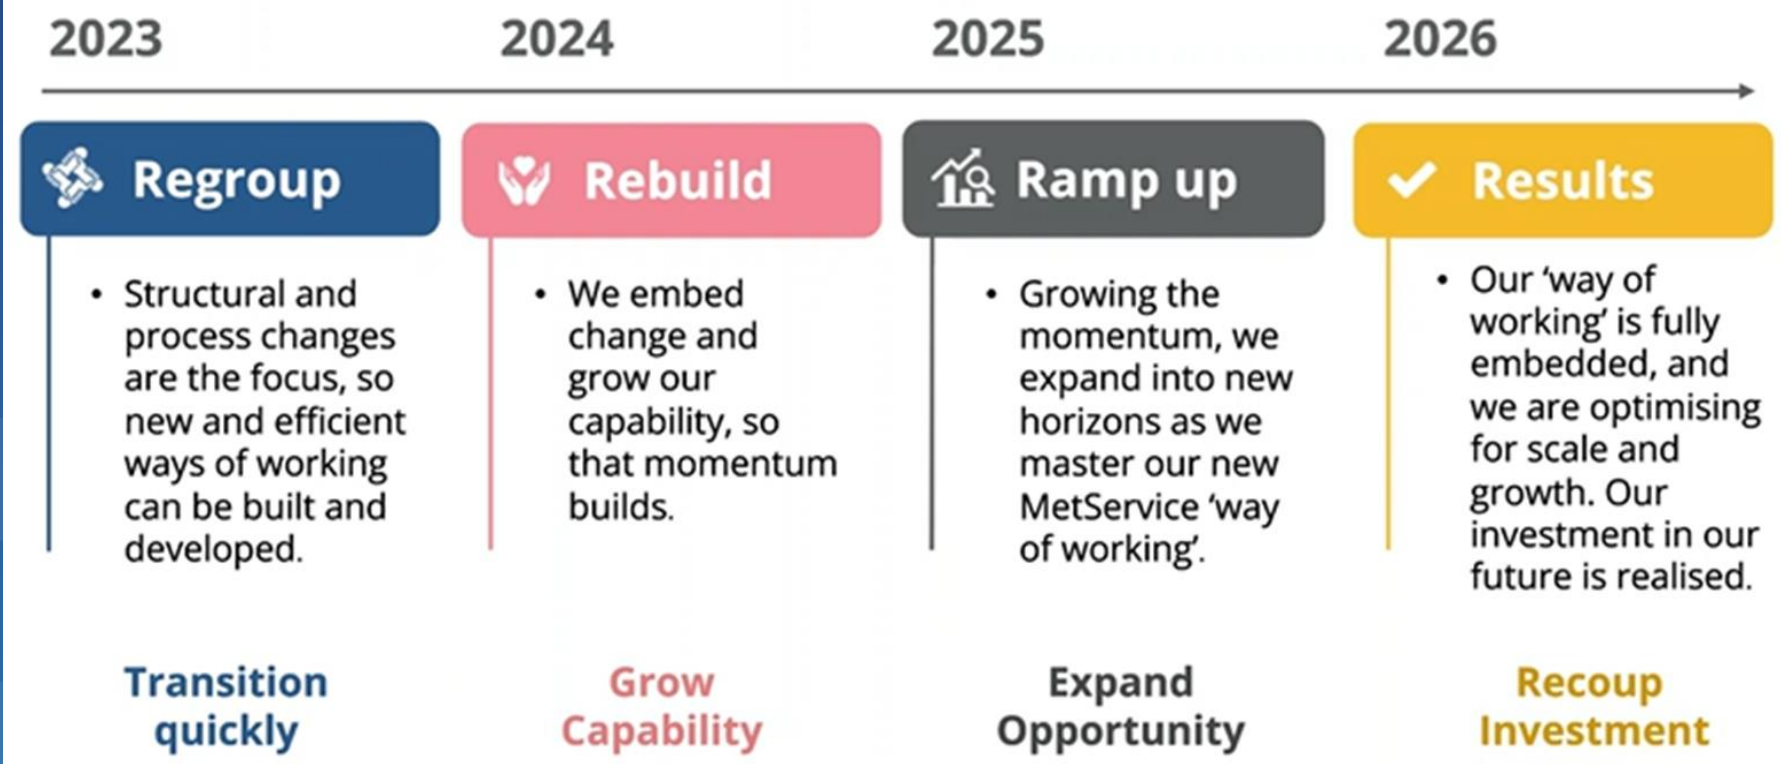 2023
2024
2025
2026
Regroup
Rebuild
Ramp up
Results
• Structural and
process changes
are the focus, so
new and efficient
ways of working
can be built and
developed.
• We embed
change and
grow our
capability, so
that momentum
builds.
• Growing the
momentum, we
expand into new
horizons as we
master our new
MetService ‘way
of working’.
• Our ‘way of
working’ is fully
embedded, and
we are optimising
for scale and
growth. Our
investment in our
future is realised.
Transition
quickly
Grow
Capability
Expand
Opportunity
Recoup
Investment